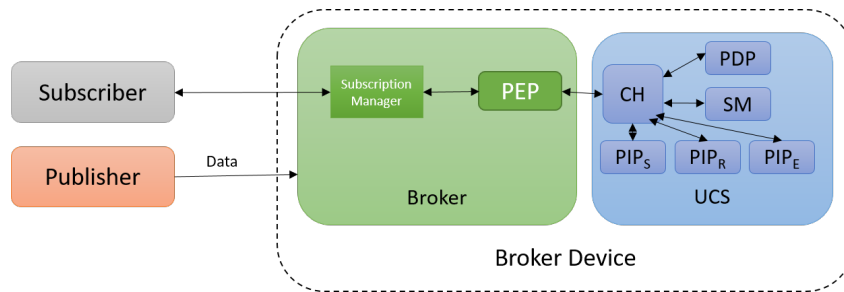 Subscriber
Publisher
Data
Subscription
Manager
PEP
Broker
CH
PDP
SM
PIPS
PIPR
PIPE
UCS
Broker Device